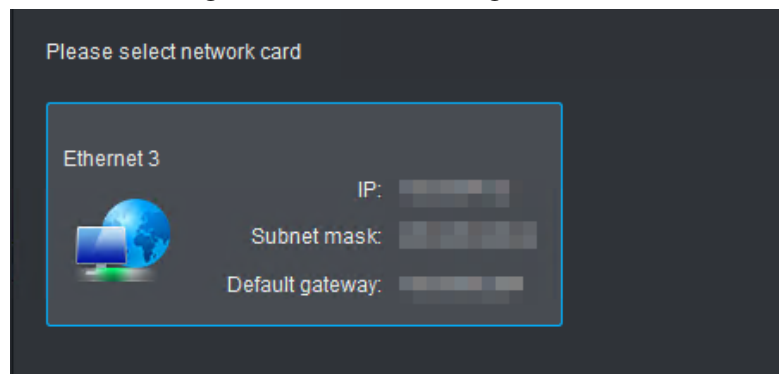 Please select network card
Ethernet 3
IP:
Subnet mask:
Default gateway: